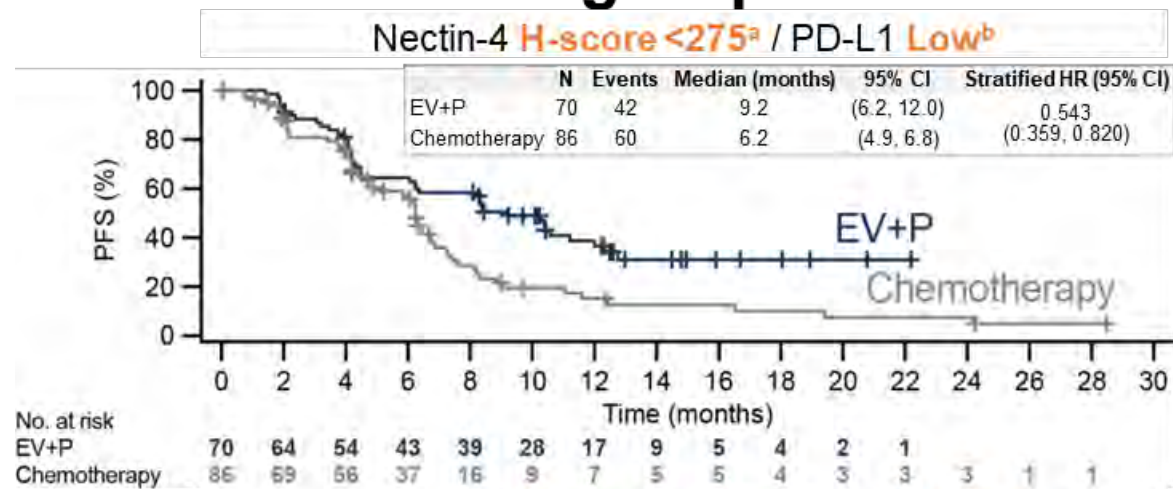 Nectin-4 H-score <275ᵃ / PD-L1 Lowᵇ
N Events Median (months) 95% CI Stratified HR (95% CI)
EV+P 70 42 9.2 (6.2, 12.0) 0.543
Chemotherapy 86 60 6.2 (4.9, 6.8) (0.359, 0.820)
100
80
60
40
20
0
PFS (%)
EV+P
Chemotherapy
0 2 4 6 8 10 12 14 16 18 20 22 24 26 28 30
Time (months)
No. at risk
EV+P 70 64 54 43 39 28 17 9 5 4 2 1
Chemotherapy 86 69 56 37 16 9 7 5 5 4 3 3 3 1 1